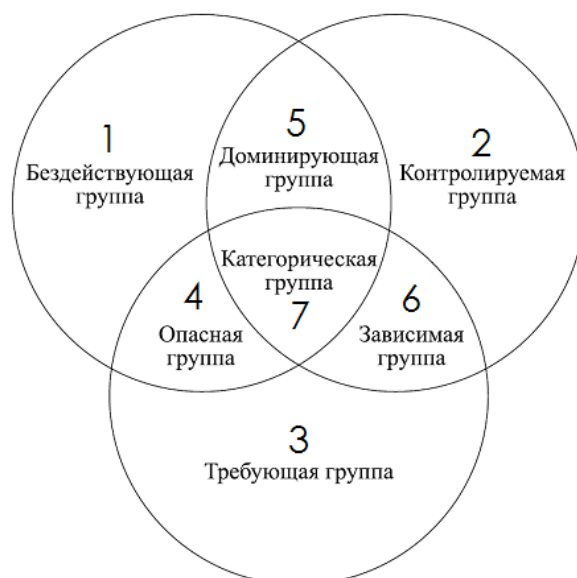 1
Бездействующая
группа
5
Доминирующая
группа
2
Контролируемая
группа
Категорическая
группа
4
Опасная
группа
7
6
Зависимая
группа
3
Требующая группа